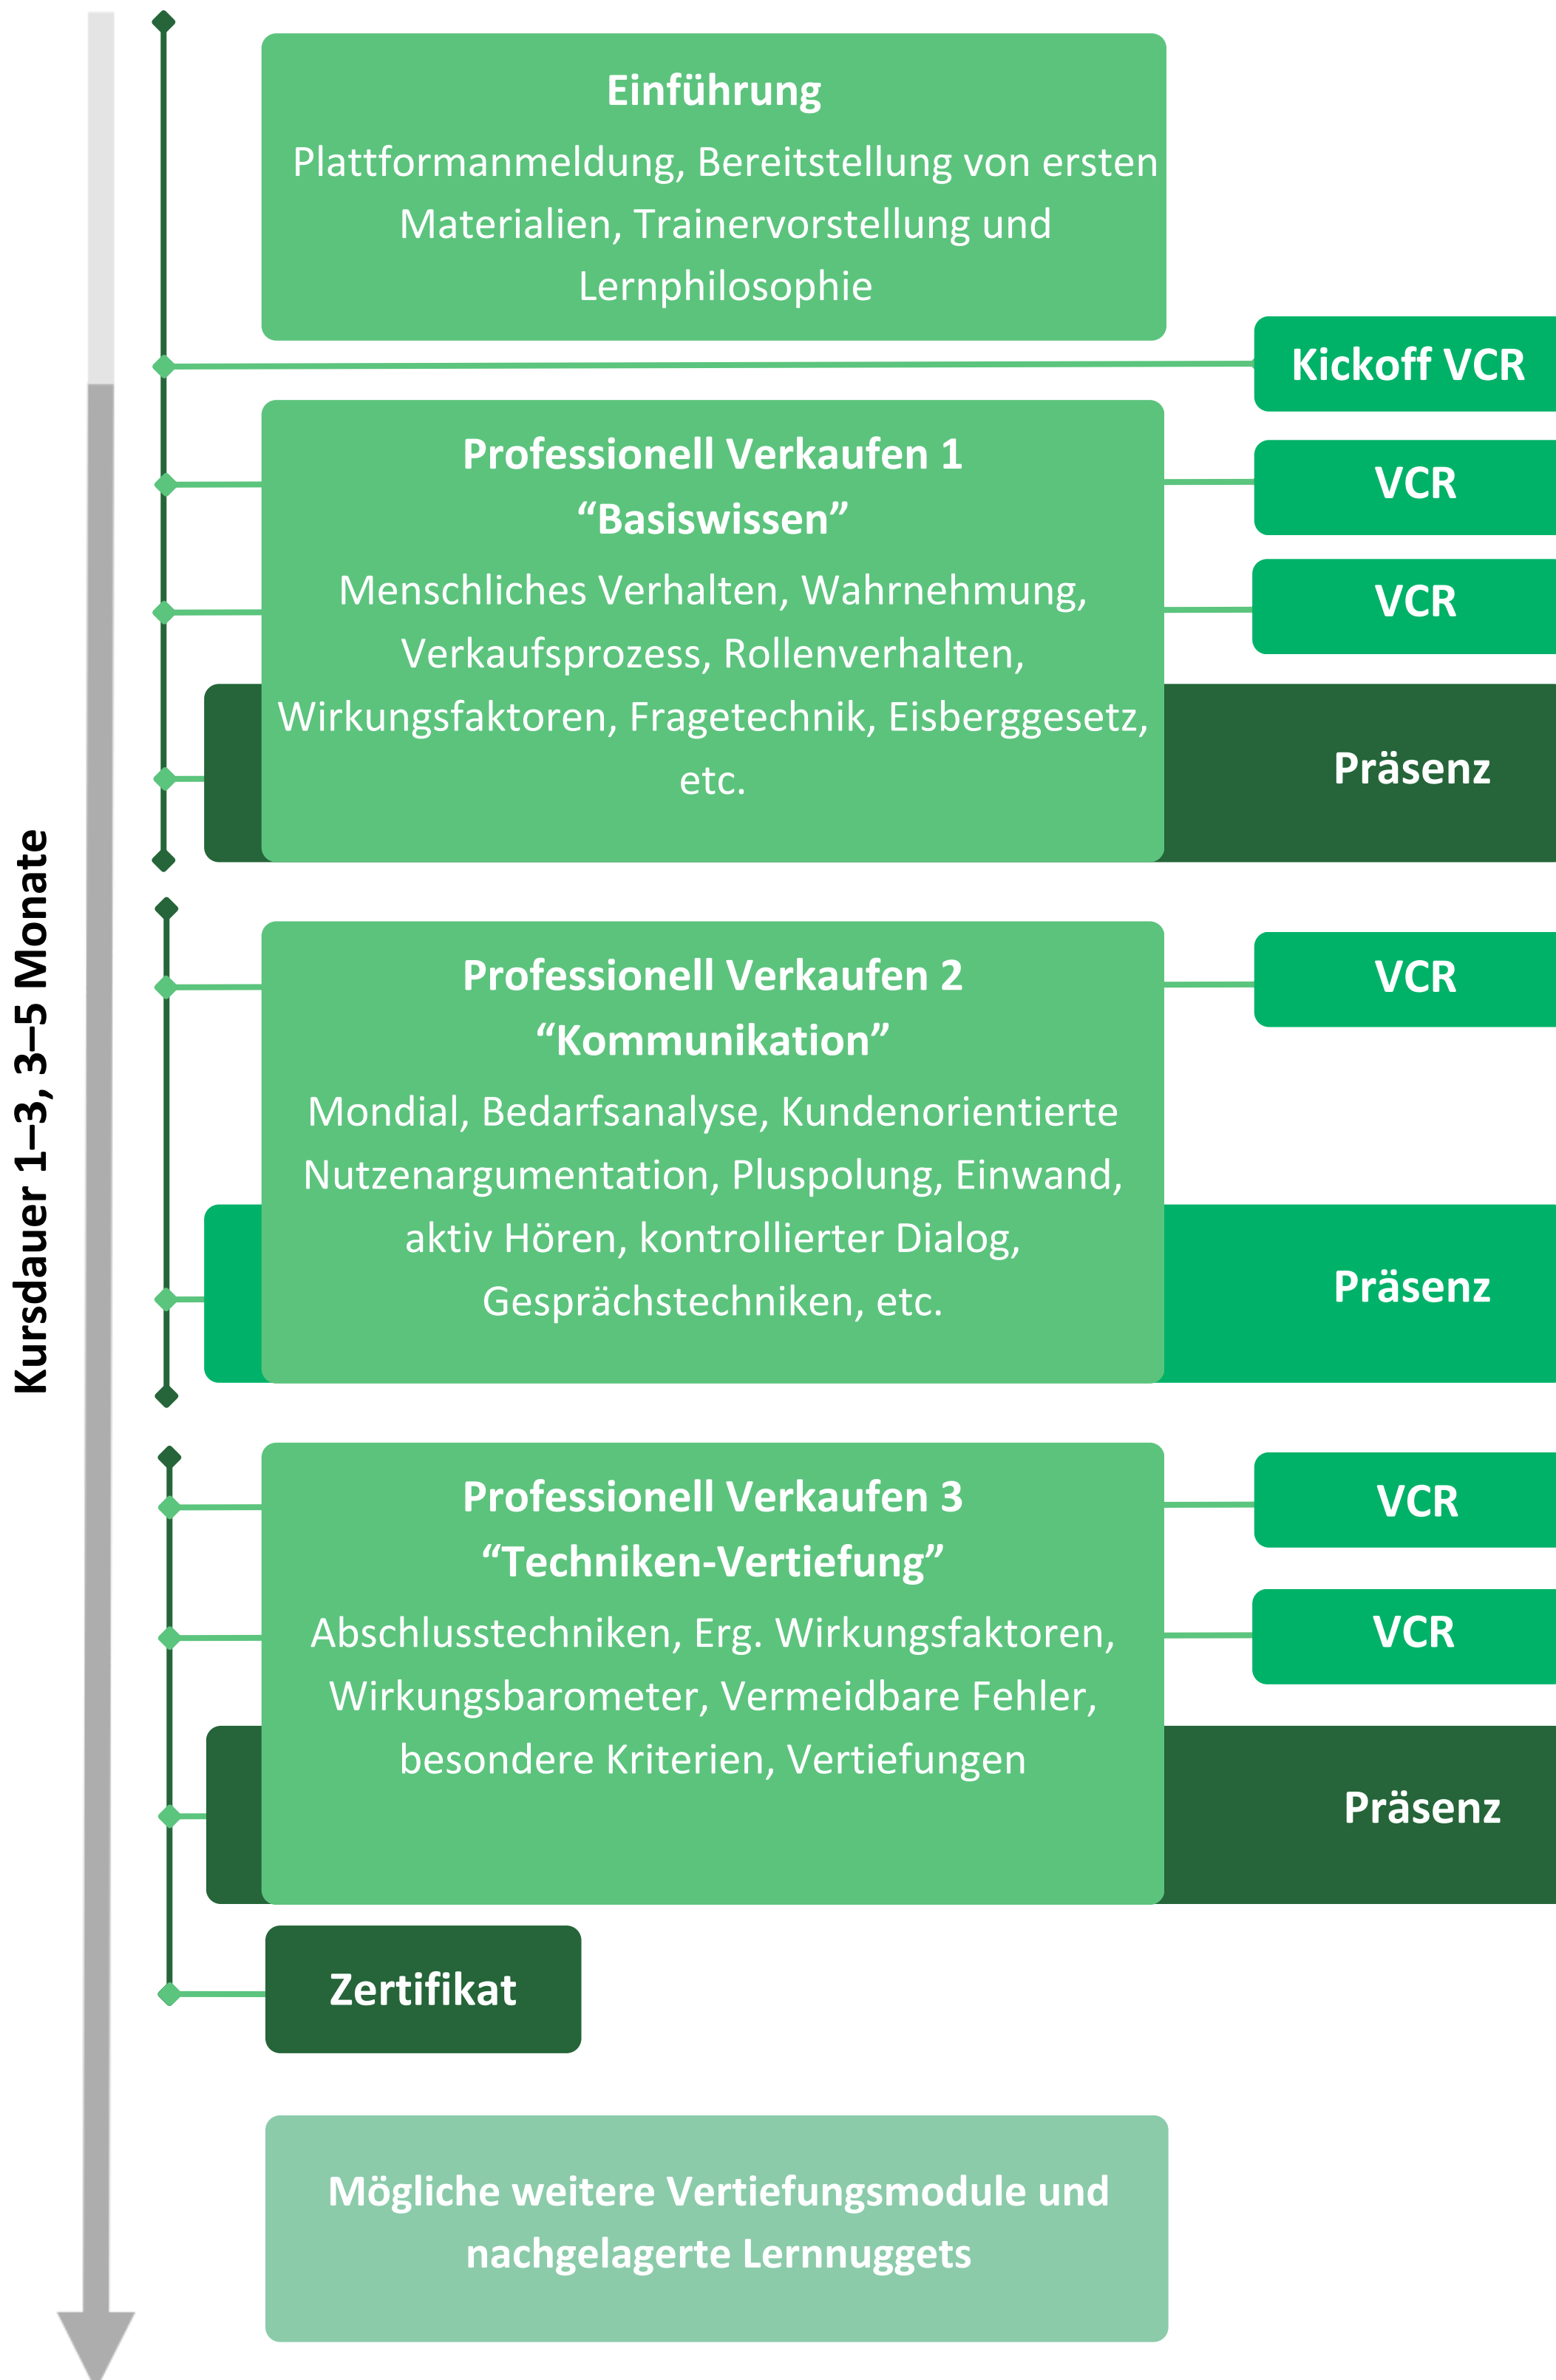 Einführung
Plattformanmeldung, Bereitstellung von ersten
Materialien, Trainervorstellung und
Lernphilosophie
Kickoff VCR
Professionell Verkaufen 1
“Basiswissen”
Menschliches Verhalten, Wahrnehmung,
Verkaufsprozess, Rollenverhalten,
Wirkungsfaktoren, Fragetechnik, Eisberggesetz,
etc.
VCR
VCR
Präsenz
Kursdauer 1–3, 3–5 Monate
Professionell Verkaufen 2
“Kommunikation”
Mondial, Bedarfsanalyse, Kundenorientierte
Nutzenargumentation, Pluspolung, Einwand,
aktiv Hören, kontrollierter Dialog,
Gesprächstechniken, etc.
VCR
Präsenz
Professionell Verkaufen 3
“Techniken-Vertiefung”
Abschlusstechniken, Erg. Wirkungsfaktoren,
Wirkungsbarometer, Vermeidbare Fehler,
besondere Kriterien, Vertiefungen
VCR
VCR
Präsenz
Zertifikat
Mögliche weitere Vertiefungsmodule und
nachgelagerte Lernnuggets